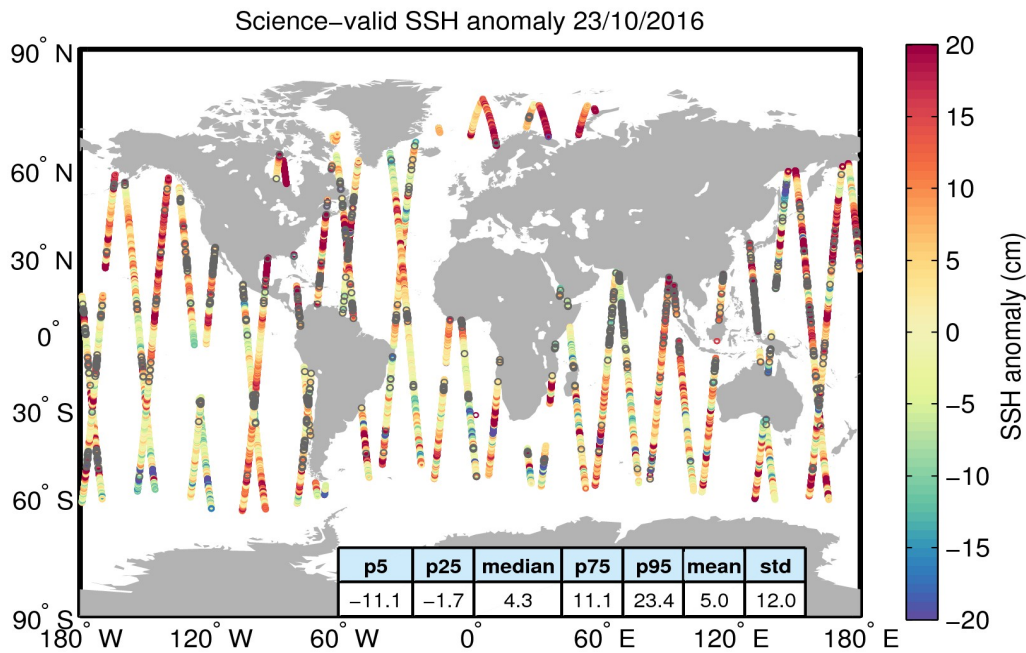 Science−valid SSH anomaly 23/10/2016
90° N
60° N
30° N
0°
30° S
60° S
90° S
180° W
120° W
60° W
0°
60° E
120° E
180° E
p5 p25 median p75 p95 mean std
−11.1 −1.7 4.3 11.1 23.4 5.0 12.0
20
15
10
5
0
−5
−10
−15
−20
SSH anomaly (cm)